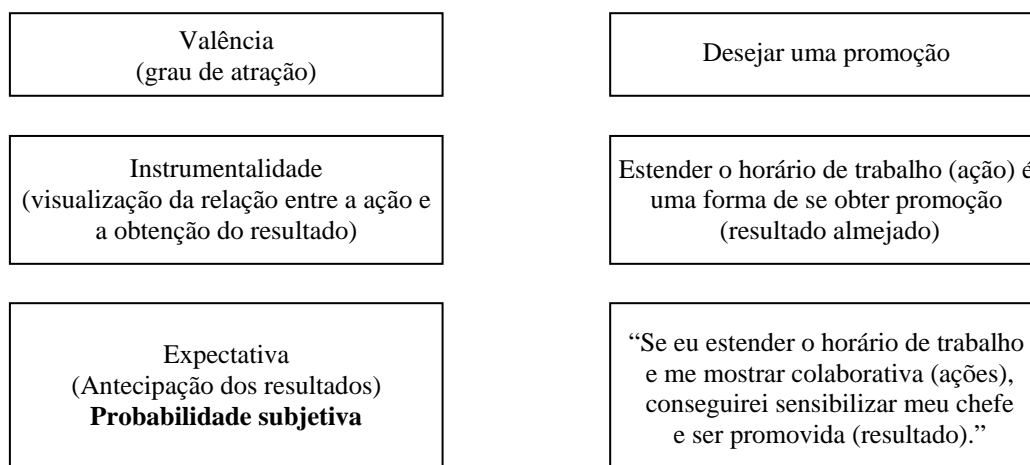 Valência
(grau de atração)
Desejar uma promoção
Instrumentalidade
(visualização da relação entre a ação e
a obtenção do resultado)
Estender o horário de trabalho (ação) é
uma forma de se obter promoção
(resultado almejado)
Expectativa
(Antecipação dos resultados)
Probabilidade subjetiva
“Se eu estender o horário de trabalho
e me mostrar colaborativa (ações),
conseguirei sensibilizar meu chefe
e ser promovida (resultado).”